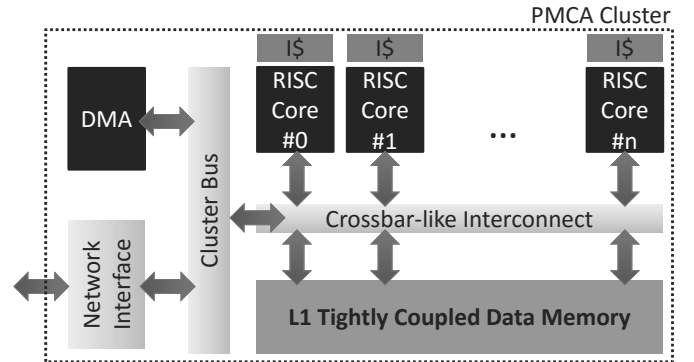 PMCA Cluster
I$
I$
I$
RISC
Core
#0
RISC
Core
#1
...
RISC
Core
#n
DMA
Cluster Bus
Crossbar-like Interconnect
Network
Interface
L1 Tightly Coupled Data Memory